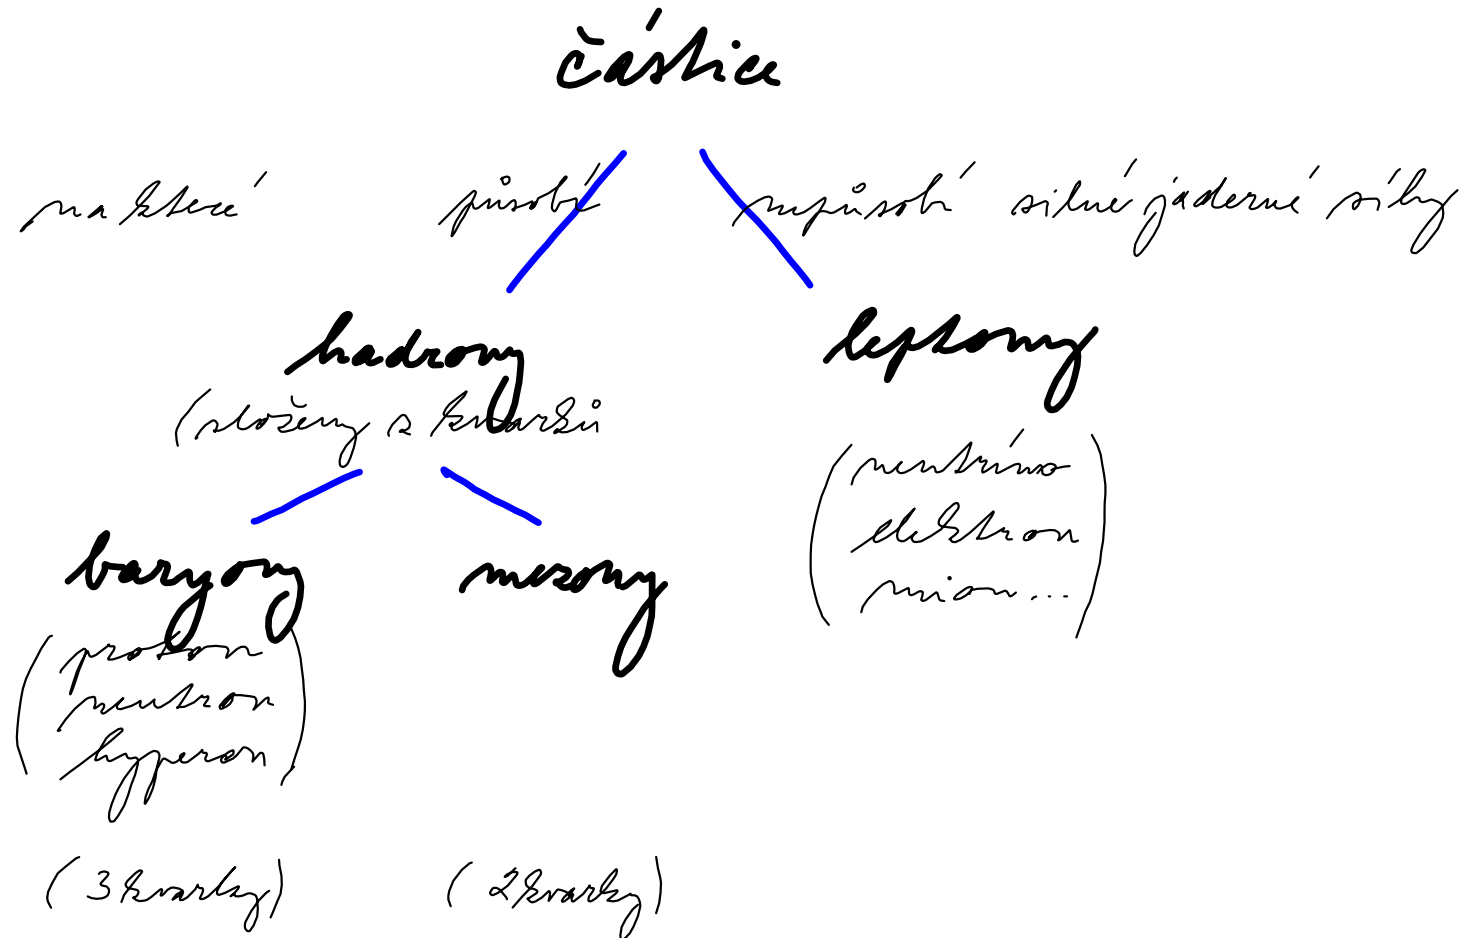 částice
na které působí nepůsobí silné jaderné síly
hadrony leptony
(složeny z kvarků
(neutríno
elektron
mion...)
baryony mezony
(proton
neutron
hyperon)
(3 kvarky) (2 kvarky)